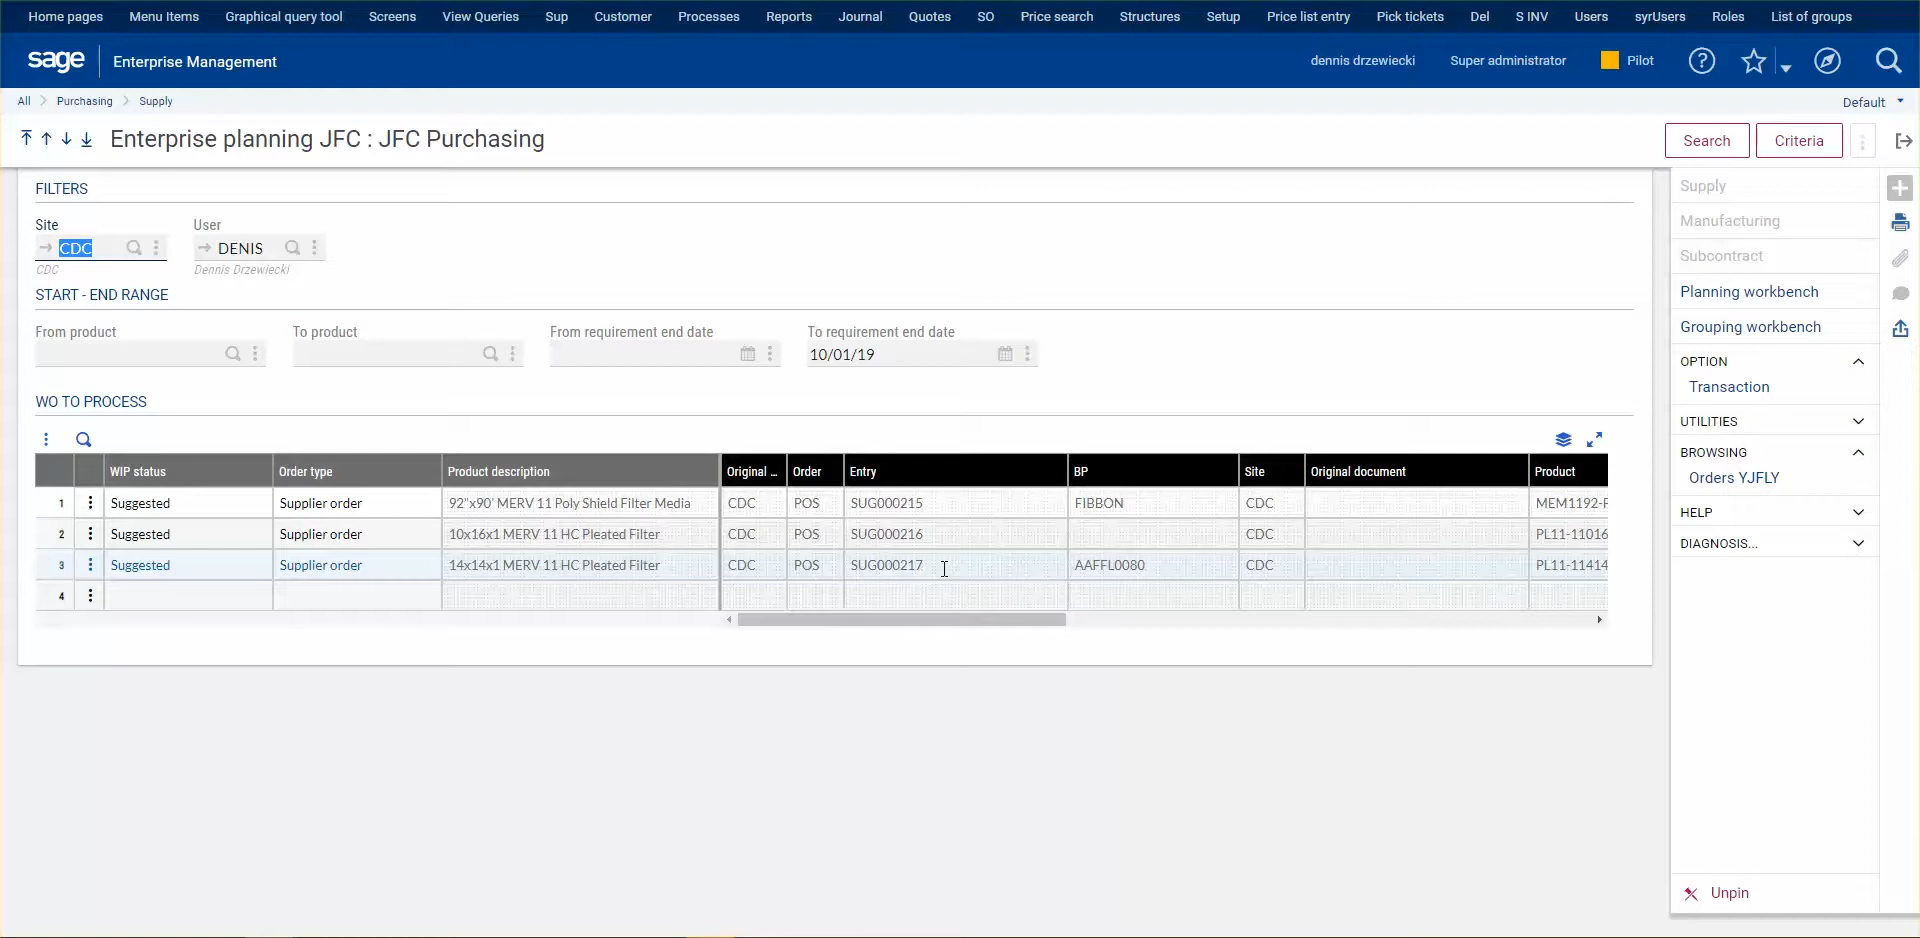 Home pages Menu Items Graphical query tool Screens View Queries Sup Customer Processes Reports Journal Quotes SO Price search Structures Setup Price list entry Pick tickets Del S INV Users syrUsers Roles List of groups
sage Enterprise Management dennis drzewiecki Super administrator Pilot
All Purchasing Supply Default
Enterprise planning JFC : JFC Purchasing Search Criteria
FILTERS
Site User
CDC DENIS
CDC Dennis Drzewiecki
START - END RANGE
From product To product From requirement end date To requirement end date
10/01/19
WO TO PROCESS
WIP status Order type Product description Original ... Order Entry BP Site Original document Product
1 Suggested Supplier order 92"x90' MERV 11 Poly Shield Filter Media CDC POS SUG000215 FIBBON CDC MEM1192-F
2 Suggested Supplier order 10x16x1 MERV 11 HC Pleated Filter CDC POS SUG000216 CDC PL11-11016
3 Suggested Supplier order 14x14x1 MERV 11 HC Pleated Filter CDC POS SUG000217 AAFFL0080 CDC PL11-11414
4
Supply
Manufacturing
Subcontract
Planning workbench
Grouping workbench
OPTION
Transaction
UTILITIES
BROWSING
Orders YJFLY
HELP
DIAGNOSIS...
Unpin